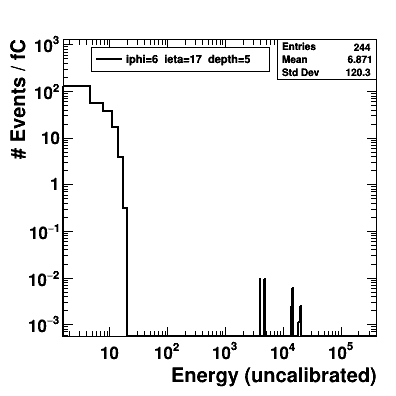 # Events / fC
10³
10²
10
1
10⁻¹
10⁻²
10⁻³
iphi=6 ieta=17 depth=5
Entries 244
Mean 6.871
Std Dev 120.3
10 10² 10³ 10⁴ 10⁵
Energy (uncalibrated)